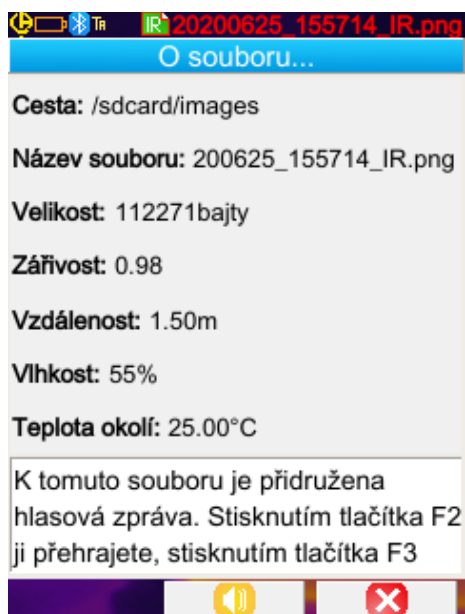 TR IR 20200625_155714_IR.png
O souboru...
Cesta: /sdcard/images
Název souboru: 200625_155714_IR.png
Velikost: 112271bajty
Zářivost: 0.98
Vzdálenost: 1.50m
Vlhkost: 55%
Teplota okolí: 25.00°C
K tomuto souboru je přidružena
hlasová zpráva. Stisknutím tlačítka F2
ji přehrajete, stisknutím tlačítka F3